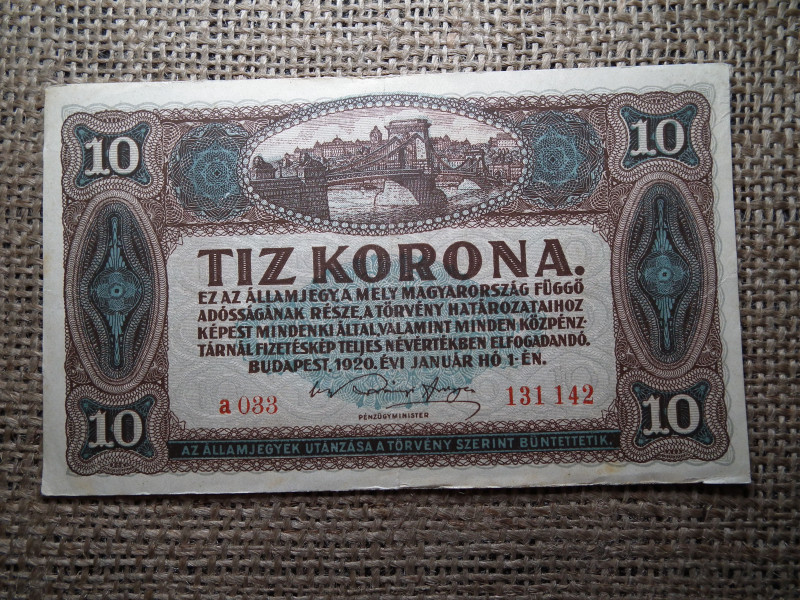 10 10
TIZ KORONA.
EZ AZ ÁLLAMJEGY, A MELY MAGYARORSZÁG FÜGGŐ
ADÓSSÁGÁNAK RÉSZE, A TÖRVÉNY HATÁROZATAIHOZ
KÉPEST MINDENKI ÁLTAL, VALAMINT MINDEN KÖZPÉNZ-
TÁRNÁL FIZETÉSKÉP TELJES NÉVÉRTÉKBEN ELFOGADANDÓ.
BUDAPEST, 1920. ÉVI JANUÁR HÓ 1-ÉN.
a 033 131 142
PÉNZÜGYMINISTER
10 10
AZ ÁLLAMJEGYEK UTÁNZÁSA A TÖRVÉNY SZERINT BÜNTETTETIK.